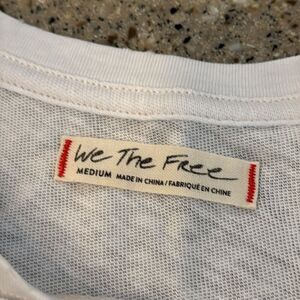 We The Free
MEDIUM MADE IN CHINA / FABRIQUÉ EN CHINE